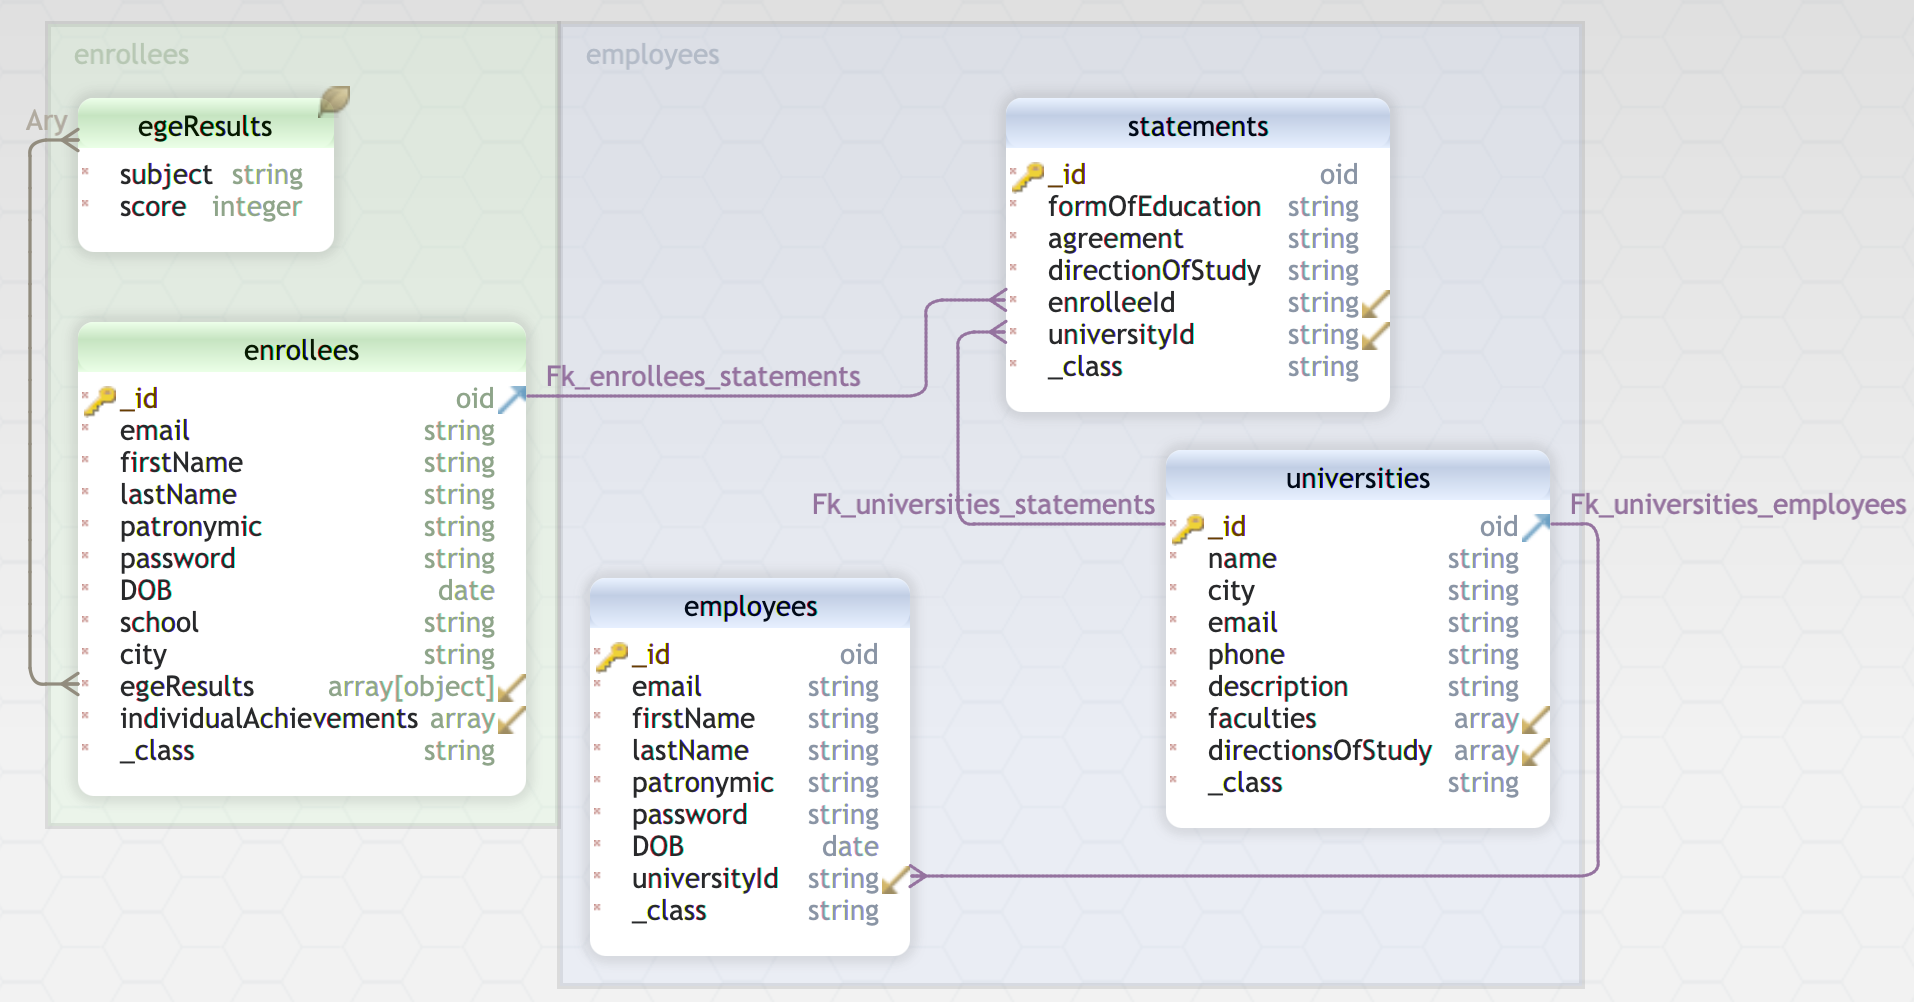 enrollees
employees
Ary
egeResults
subject string
score integer
enrollees
_id oid
email string
firstName string
lastName string
patronymic string
password string
DOB date
school string
city string
egeResults array[object]
individualAchievements array
_class string
Fk_enrollees_statements
statements
_id oid
formOfEducation string
agreement string
directionOfStudy string
enrolleeId string
universityId string
_class string
Fk_universities_statements
universities
_id oid
name string
city string
email string
phone string
description string
faculties array
directionsOfStudy array
_class string
Fk_universities_employees
employees
_id oid
email string
firstName string
lastName string
patronymic string
password string
DOB date
universityId string
_class string